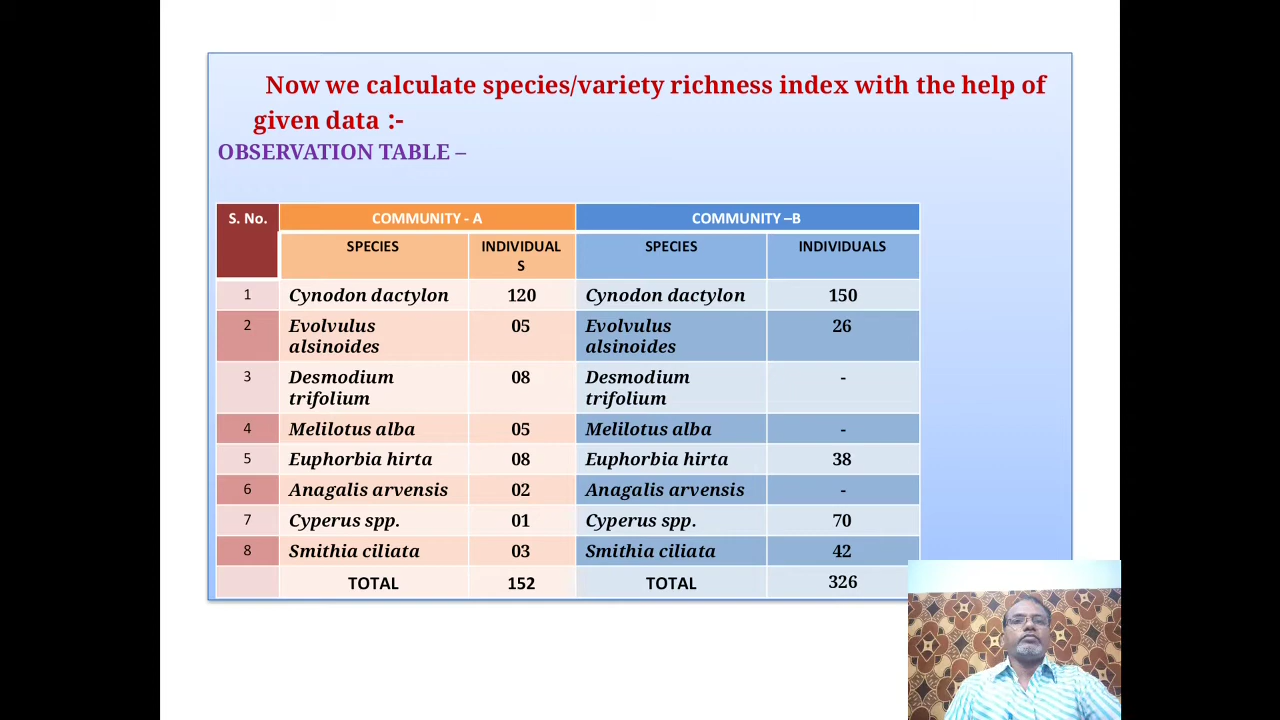 Now we calculate species/variety richness index with the help of
given data :-
OBSERVATION TABLE –
S. No. COMMUNITY - A COMMUNITY –B
SPECIES INDIVIDUAL SPECIES INDIVIDUALS
S
1 Cynodon dactylon 120 Cynodon dactylon 150
2 Evolvulus 05 Evolvulus 26
alsinoides alsinoides
3 Desmodium 08 Desmodium -
trifolium trifolium
4 Melilotus alba 05 Melilotus alba -
5 Euphorbia hirta 08 Euphorbia hirta 38
6 Anagalis arvensis 02 Anagalis arvensis -
7 Cyperus spp. 01 Cyperus spp. 70
8 Smithia ciliata 03 Smithia ciliata 42
TOTAL 152 TOTAL 326